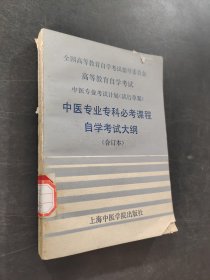 全国高等教育自学考试指导委员会
高等教育自学考试
中医专业考试计划(试行草案)
中医专业专科必考课程
自学考试大纲
(合订本)
上海中医学院出版社